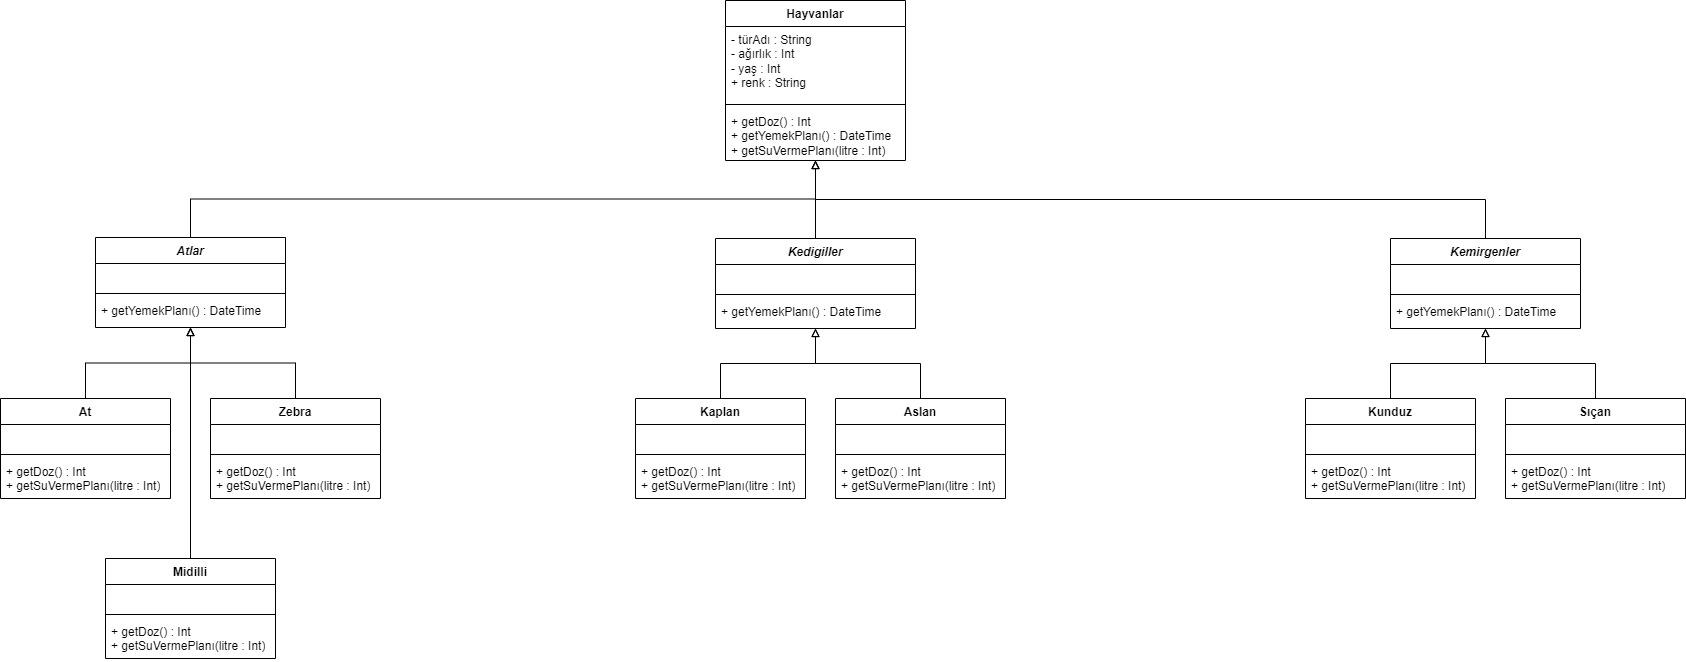 Hayvanlar
- türAdı : String
- ağırlık : Int
- yaş : Int
+ renk : String
+ getDoz() : Int
+ getYemekPlanı() : DateTime
+ getSuVermePlanı(litre : Int)
Atlar
+ getYemekPlanı() : DateTime
Kedigiller
+ getYemekPlanı() : DateTime
Kemirgenler
+ getYemekPlanı() : DateTime
At
+ getDoz() : Int
+ getSuVermePlanı(litre : Int)
Zebra
+ getDoz() : Int
+ getSuVermePlanı(litre : Int)
Kaplan
+ getDoz() : Int
+ getSuVermePlanı(litre : Int)
Aslan
+ getDoz() : Int
+ getSuVermePlanı(litre : Int)
Kunduz
+ getDoz() : Int
+ getSuVermePlanı(litre : Int)
Sıçan
+ getDoz() : Int
+ getSuVermePlanı(litre : Int)
Midilli
+ getDoz() : Int
+ getSuVermePlanı(litre : Int)